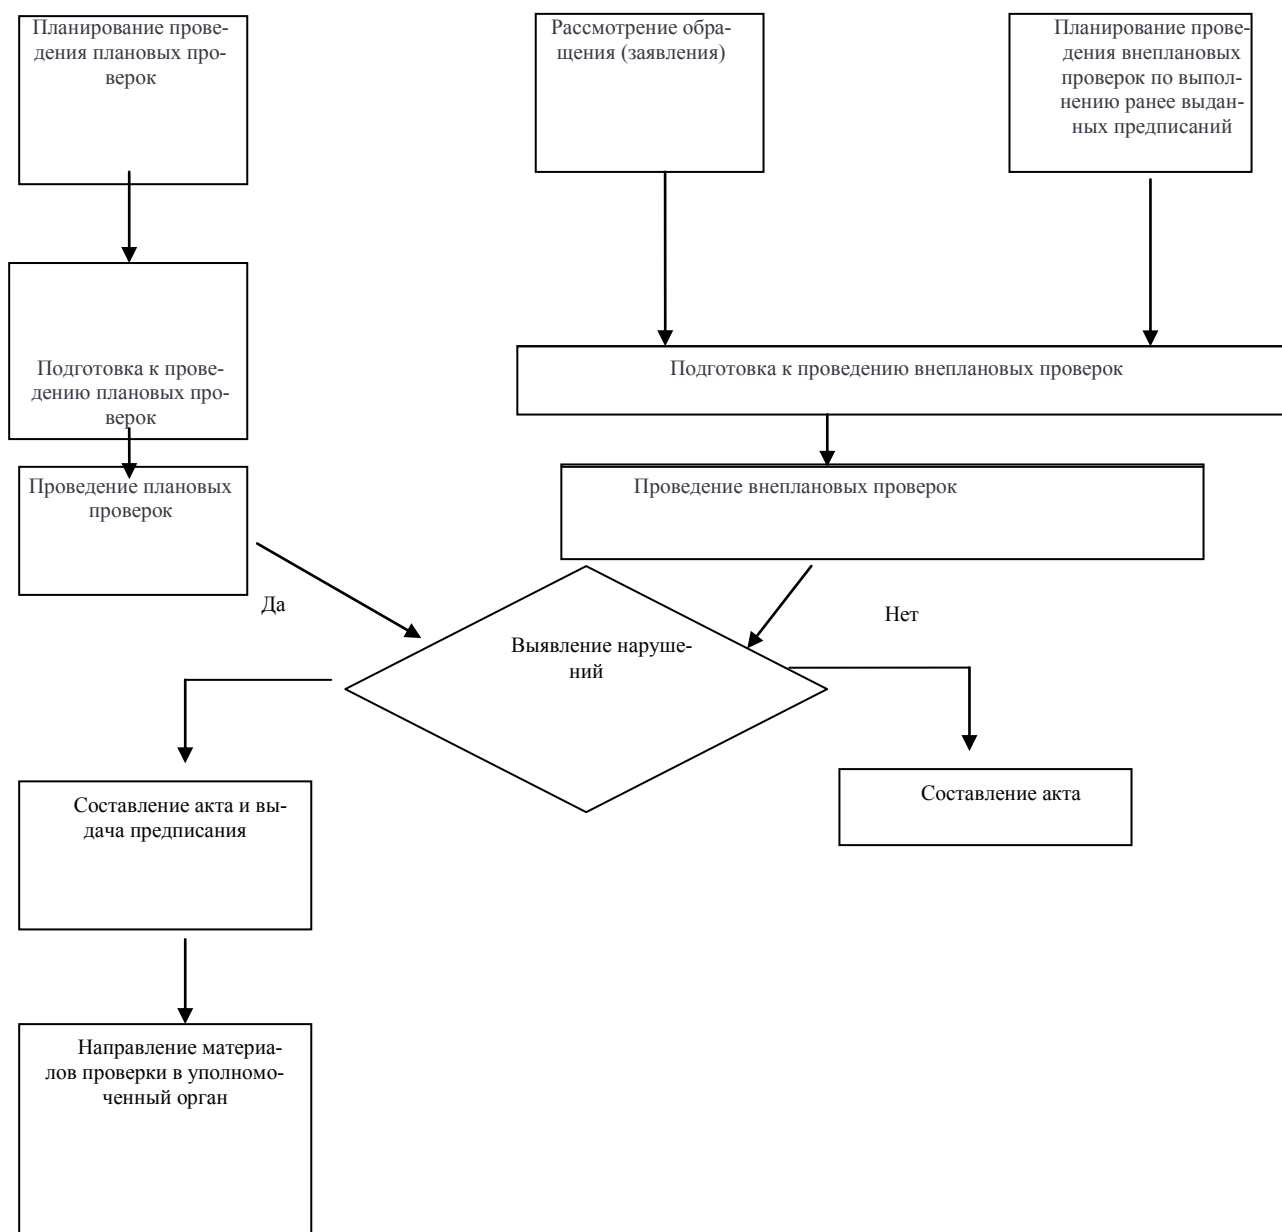 Планирование прове-
дения плановых про-
верок
Рассмотрение обра-
щения (заявления)
Планирование прове-
дения внеплановых
проверок по выпол-
нению ранее выдан-
ных предписаний
Подготовка к прове-
дению плановых про-
верок
Подготовка к проведению внеплановых проверок
Проведение плановых
проверок
Проведение внеплановых проверок
Да
Нет
Выявление наруше-
ний
Составление акта и вы-
дача предписания
Составление акта
Направление материа-
лов проверки в уполномо-
ченный орган